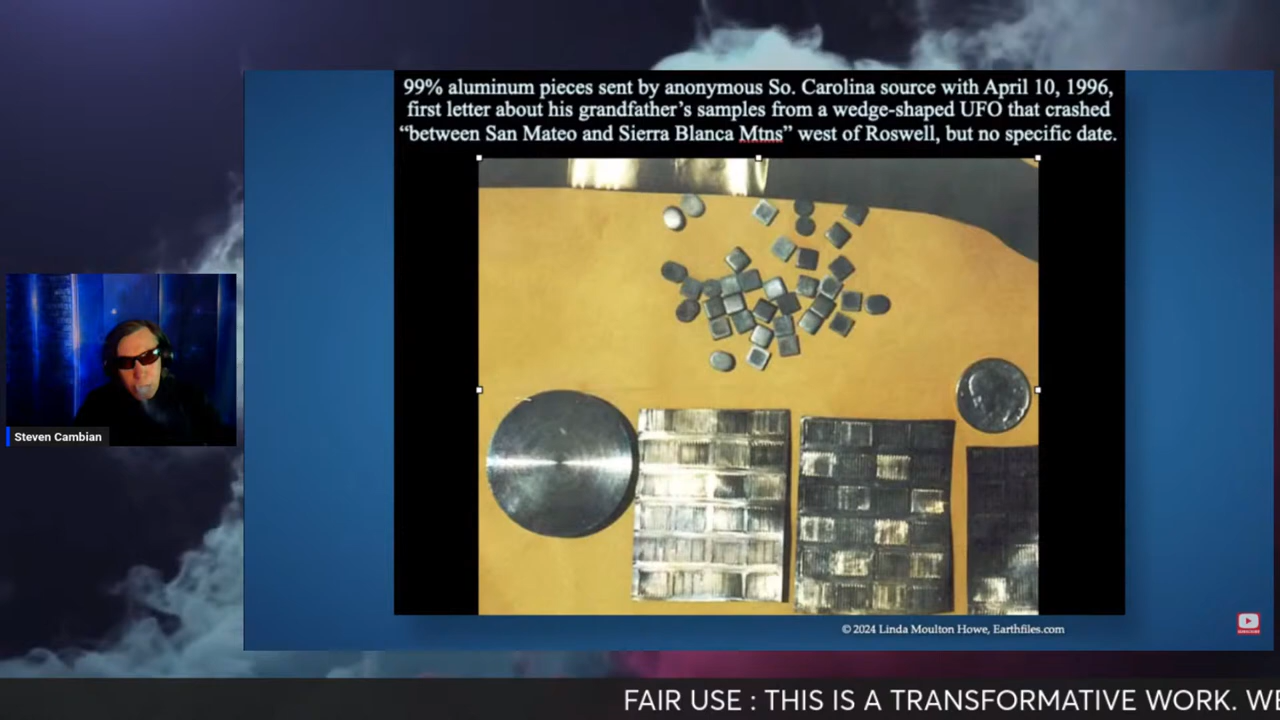 99% aluminum pieces sent by anonymous So. Carolina source with April 10, 1996,
first letter about his grandfather's samples from a wedge-shaped UFO that crashed
“between San Mateo and Sierra Blanca Mtns” west of Roswell, but no specific date.
Steven Cambian
© 2024 Linda Moulton Howe, Earthfiles.com
FAIR USE : THIS IS A TRANSFORMATIVE WORK. WE